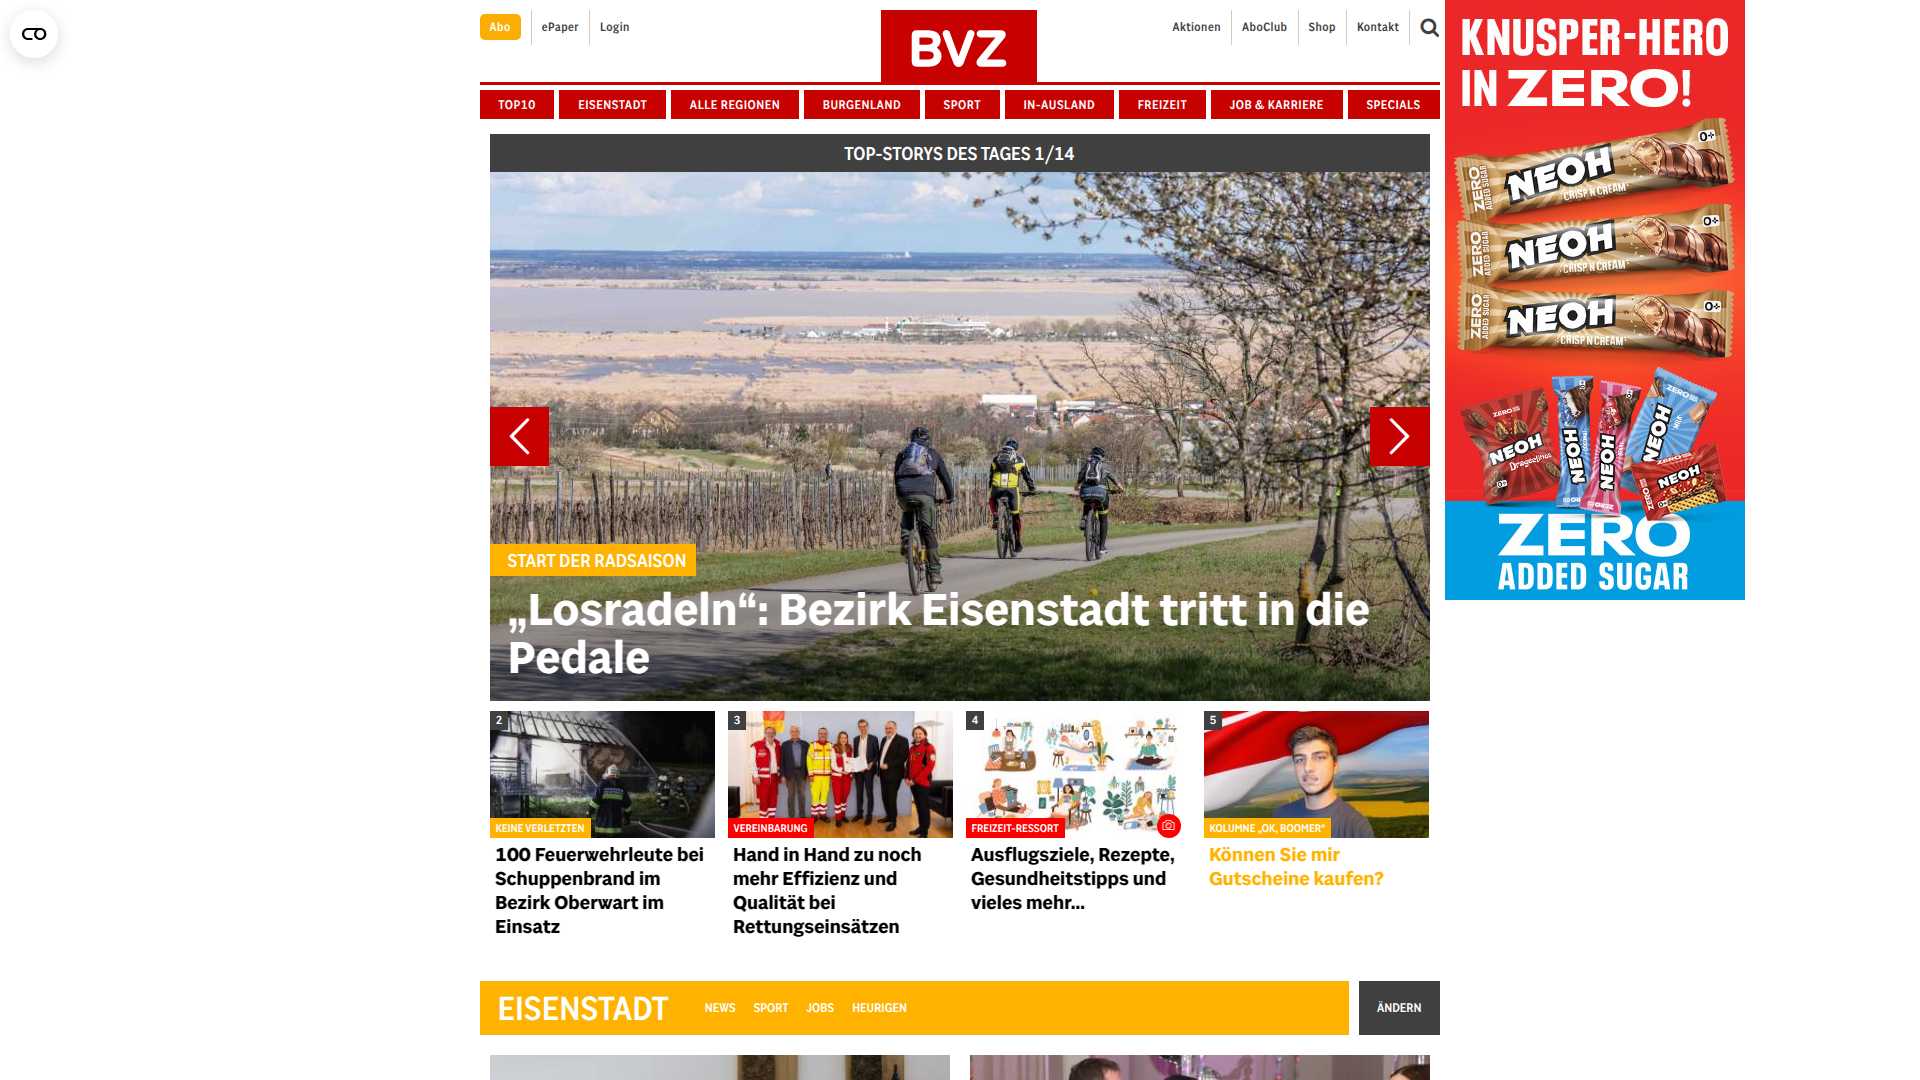 Abo
ePaper
Login
BVZ
Aktionen
AboClub
Shop
Kontakt
TOP10
EISENSTADT
ALLE REGIONEN
BURGENLAND
SPORT
IN-AUSLAND
FREIZEIT
JOB & KARRIERE
SPECIALS
TOP-STORYS DES TAGES 1/14
START DER RADSAISON
„Losradeln“: Bezirk Eisenstadt tritt in die
Pedale
2
KEINE VERLETZTEN
100 Feuerwehrleute bei
Schuppenbrand im
Bezirk Oberwart im
Einsatz
3
VEREINBARUNG
Hand in Hand zu noch
mehr Effizienz und
Qualität bei
Rettungseinsätzen
4
FREIZEIT-RESSORT
Ausflugsziele, Rezepte,
Gesundheitstipps und
vieles mehr...
5
KOLUMNE „OK, BOOMER“
Können Sie mir
Gutscheine kaufen?
EISENSTADT
NEWS
SPORT
JOBS
HEURIGEN
ÄNDERN
KNUSPER-HERO
IN ZERO!
ZERO
ADDED SUGAR
NEOH
CRISP N CREAM
ZERO
ADDED SUGAR
NEOH
CRISP N CREAM
ZERO
ADDED SUGAR
NEOH
CRISP N CREAM
NEOH
NEOH
NEOH
NEOH
NEOH
ZERO
ADDED SUGAR